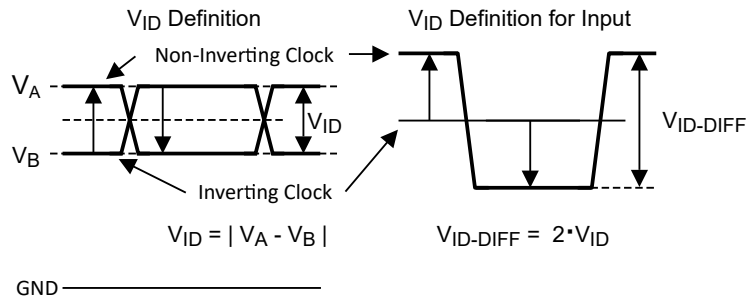 V_ID Definition
V_ID Definition for Input
Non-Inverting Clock
V_A
V_ID
V_ID-DIFF
V_B
Inverting Clock
V_ID = | V_A - V_B |
V_ID-DIFF = 2·V_ID
GND